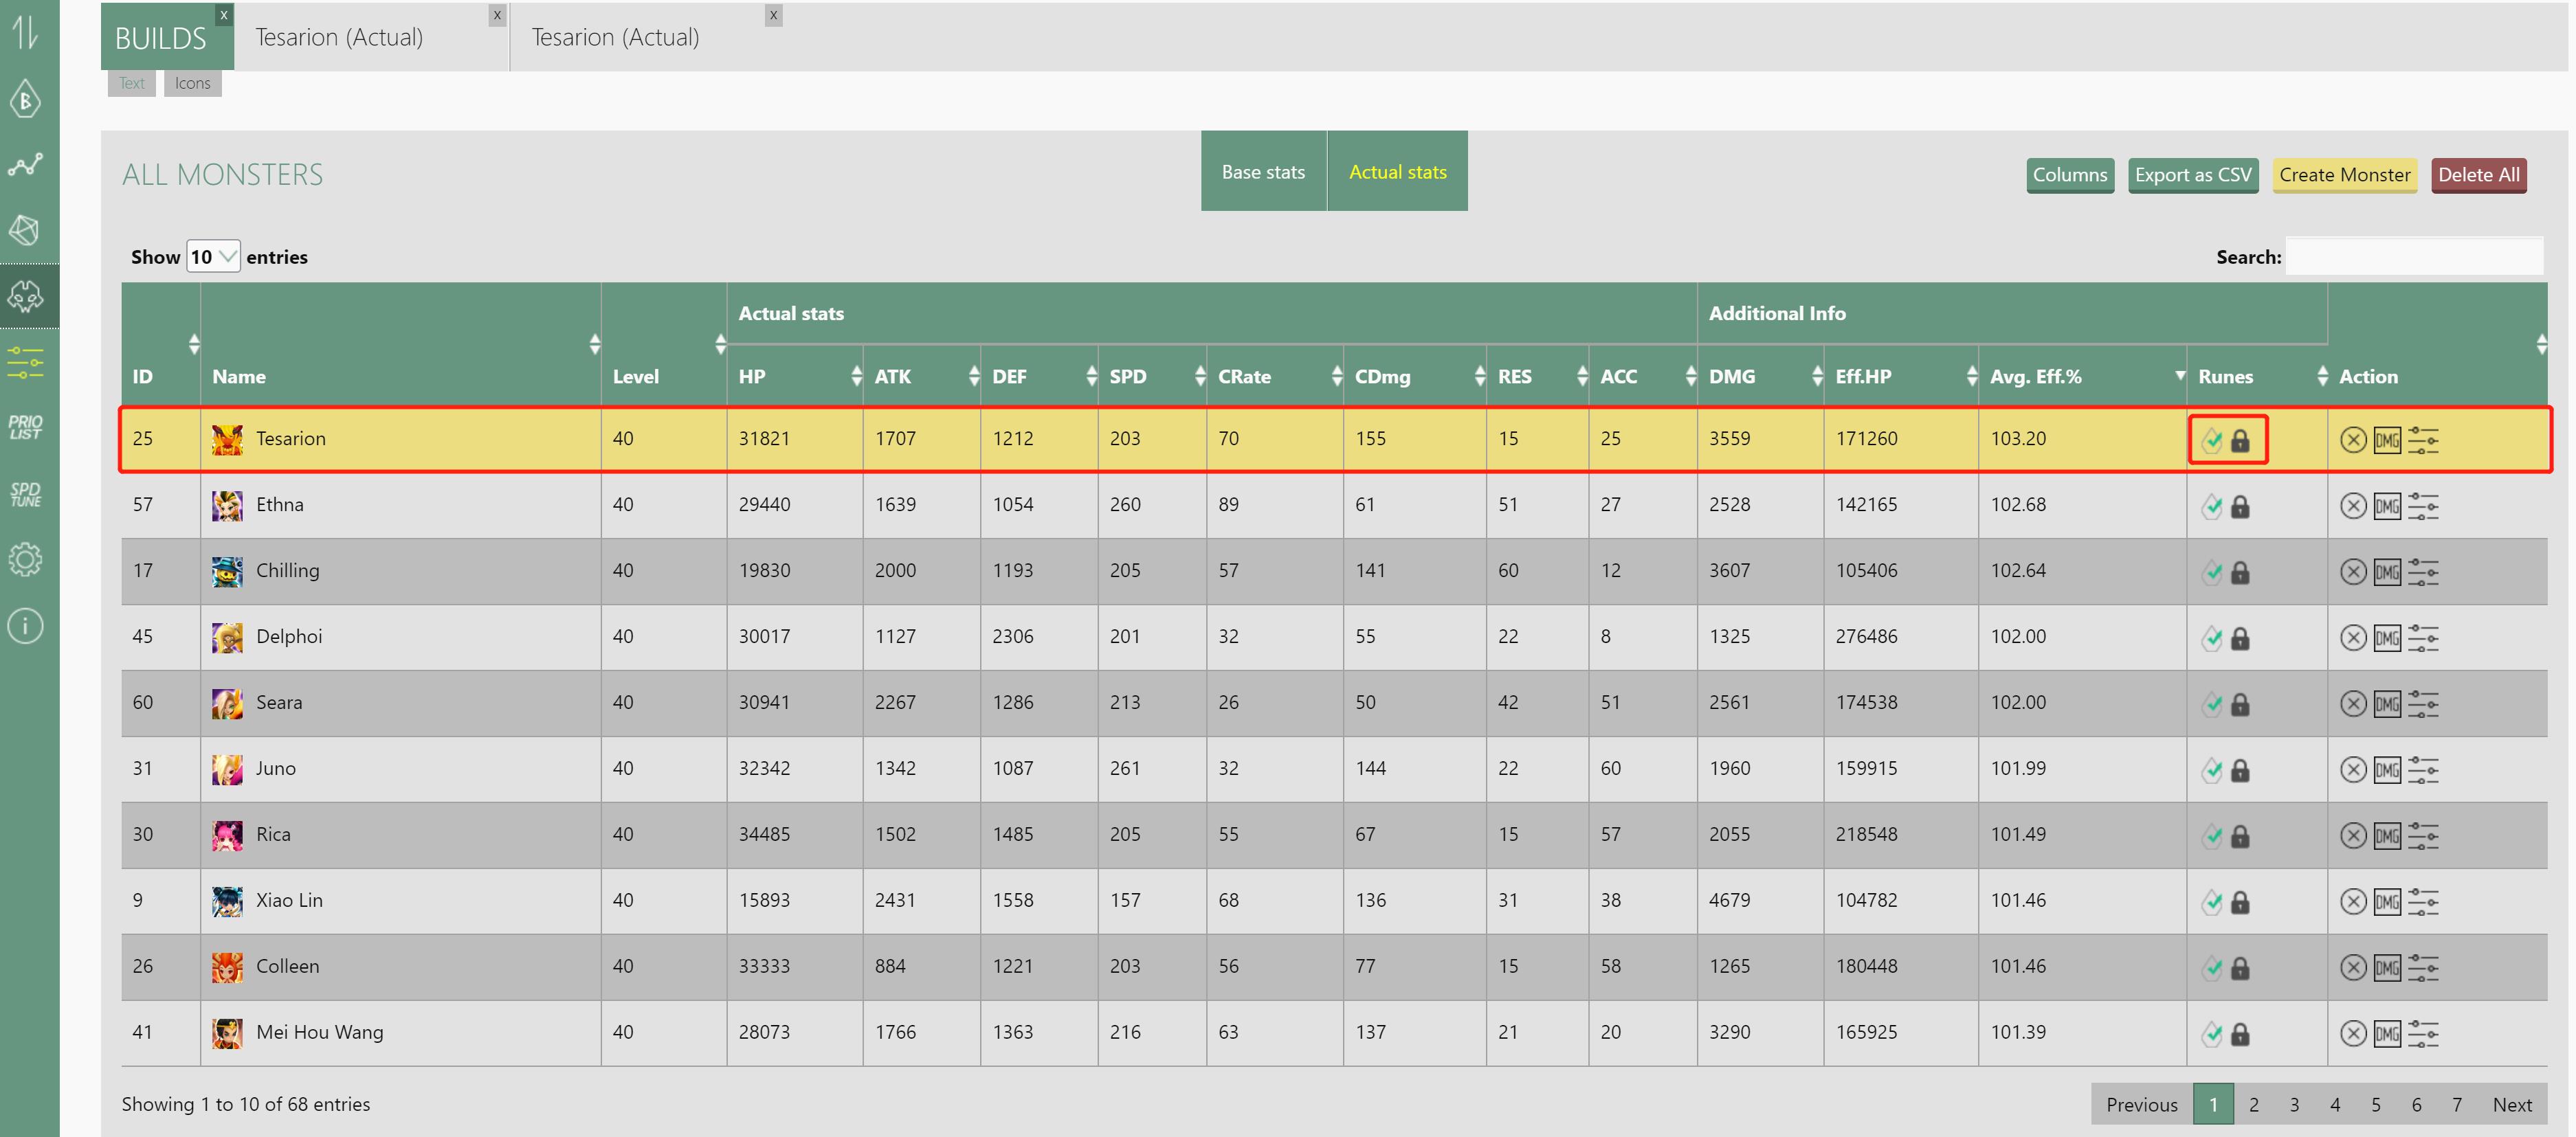 BUILDS x Tesarion (Actual) x Tesarion (Actual) x
Text Icons
ALL MONSTERS Base stats Actual stats Columns Export as CSV Create Monster Delete All
Show 10 entries Search:
Actual stats Additional Info
ID Name Level HP ATK DEF SPD CRate CDmg RES ACC DMG Eff.HP Avg. Eff.% Runes Action
25 Tesarion 40 31821 1707 1212 203 70 155 15 25 3559 171260 103.20 DMG
57 Ethna 40 29440 1639 1054 260 89 61 51 27 2528 142165 102.68 DMG
17 Chilling 40 19830 2000 1193 205 57 141 60 12 3607 105406 102.64 DMG
45 Delphoi 40 30017 1127 2306 201 32 55 22 8 1325 276486 102.00 DMG
60 Seara 40 30941 2267 1286 213 26 50 42 51 2561 174538 102.00 DMG
31 Juno 40 32342 1342 1087 261 32 144 22 60 1960 159915 101.99 DMG
30 Rica 40 34485 1502 1485 205 55 67 15 57 2055 218548 101.49 DMG
9 Xiao Lin 40 15893 2431 1558 157 68 136 31 38 4679 104782 101.46 DMG
26 Colleen 40 33333 884 1221 203 56 77 15 58 1265 180448 101.46 DMG
41 Mei Hou Wang 40 28073 1766 1363 216 63 137 21 20 3290 165925 101.39 DMG
Showing 1 to 10 of 68 entries Previous 1 2 3 4 5 6 7 Next
B
PRIO
LIST
SPD
TUNE
i